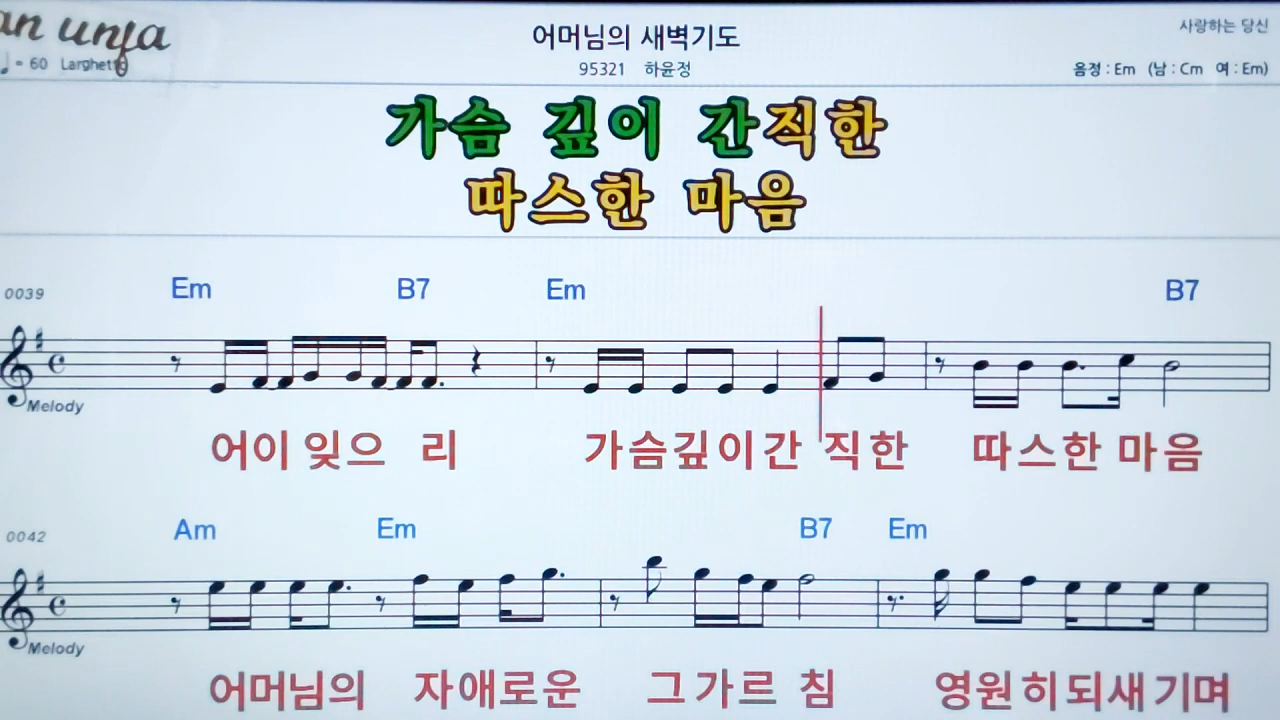 an unfa
사랑하는 당신
어머님의 새벽기도
♩= 60 Larghetto
95321 하윤정
음정 : Em (남 : Cm 여 : Em)
가슴 깊이 간직한
따스한 마음
0039
Em B7 Em B7
Melody
어이 잊으 리 가슴깊이간 직한 따스한 마음
0042
Am Em B7 Em
Melody
어머님의 자애로운 그가르 침 영원히되새기며